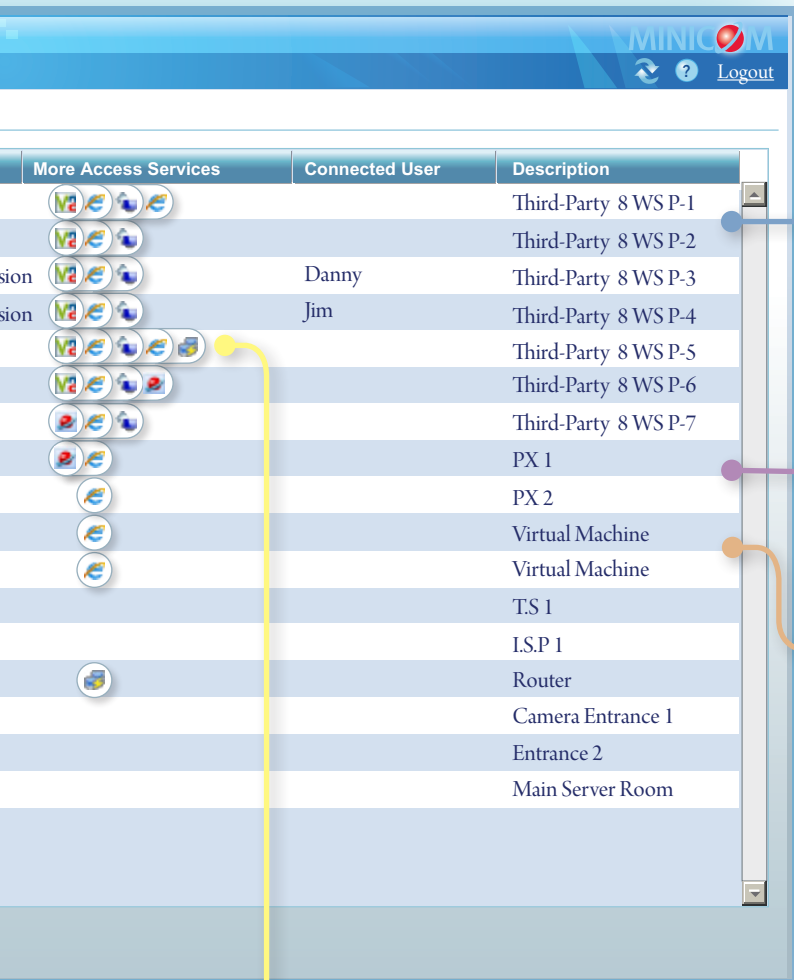 MINICOM
? Logout
More Access Services Connected User Description
Third-Party 8 WS P-1
Third-Party 8 WS P-2
sion Danny Third-Party 8 WS P-3
sion Jim Third-Party 8 WS P-4
Third-Party 8 WS P-5
Third-Party 8 WS P-6
Third-Party 8 WS P-7
PX 1
PX 2
Virtual Machine
Virtual Machine
T.S 1
I.S.P 1
Router
Camera Entrance 1
Entrance 2
Main Server Room